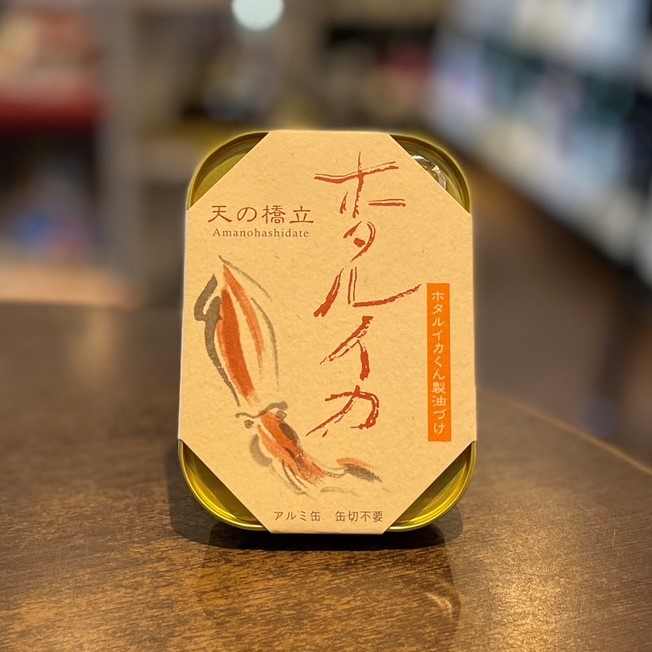 天の橋立
Amanohashidate
ホタルイカ
ホタルイカくん製油づけ
アルミ缶 缶切不要